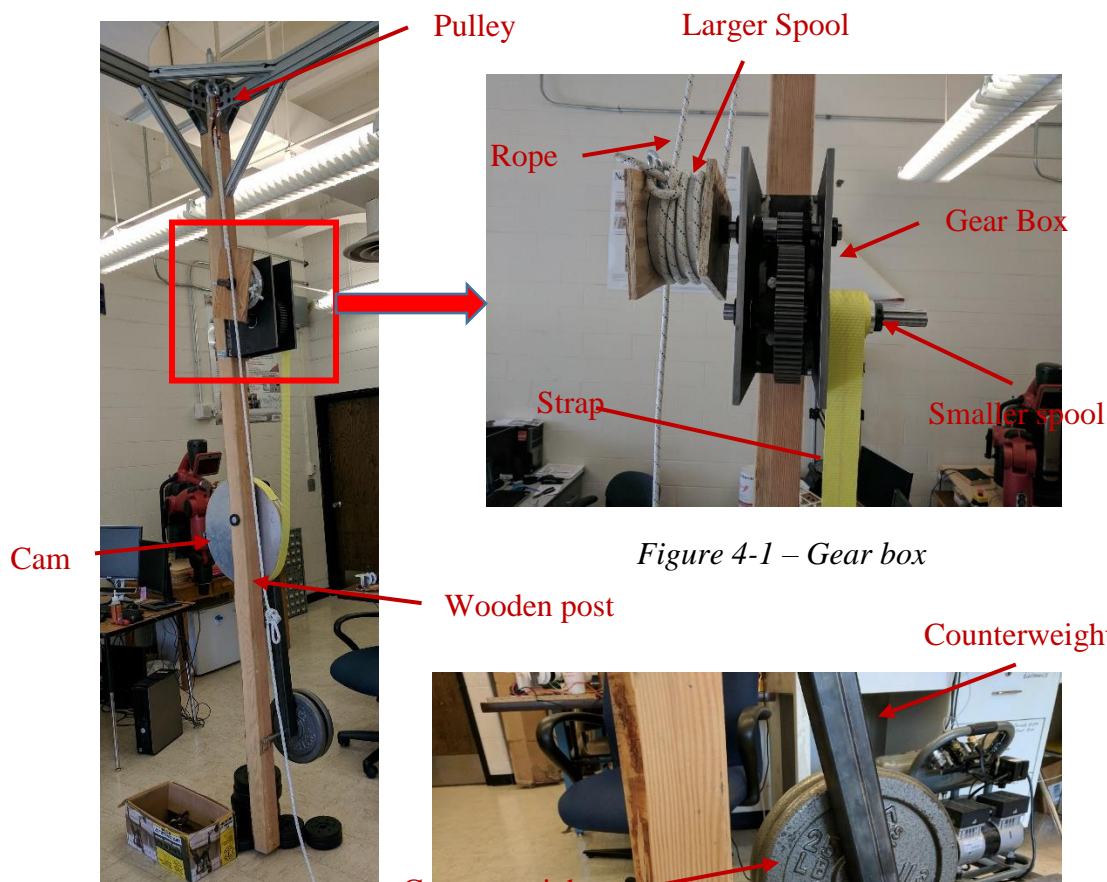 Pulley
Larger Spool
Rope
Gear Box
Strap
Smaller spool
Cam
Figure 4-1 – Gear box
Wooden post
Counterweight
25
LB